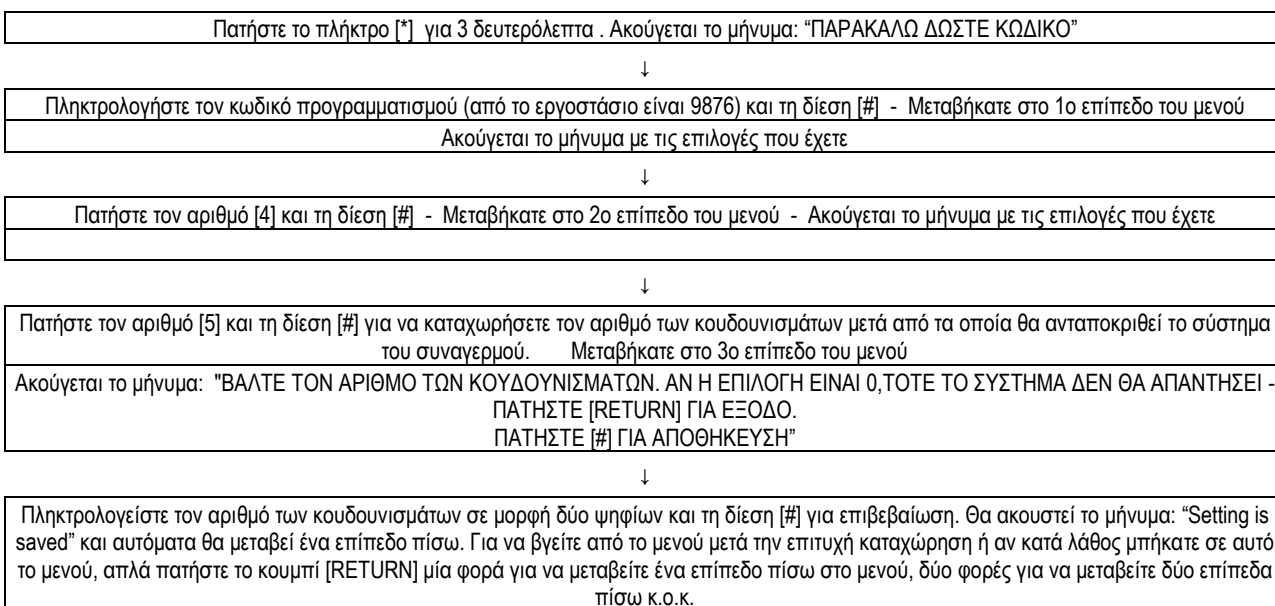 Πατήστε το πλήκτρο [*] για 3 δευτερόλεπτα . Ακούγεται το μήνυμα: “ΠΑΡΑΚΑΛΩ ΔΩΣΤΕ ΚΩΔΙΚΟ”
↓
Πληκτρολογήστε τον κωδικό προγραμματισμού (από το εργοστάσιο είναι 9876) και τη δίεση [#] - Μεταβήκατε στο 1ο επίπεδο του μενού
Ακούγεται το μήνυμα με τις επιλογές που έχετε
↓
Πατήστε τον αριθμό [4] και τη δίεση [#] - Μεταβήκατε στο 2ο επίπεδο του μενού - Ακούγεται το μήνυμα με τις επιλογές που έχετε
↓
Πατήστε τον αριθμό [5] και τη δίεση [#] για να καταχωρήσετε τον αριθμό των κουδουνισμάτων μετά από τα οποία θα ανταποκριθεί το σύστημα
του συναγερμού. Μεταβήκατε στο 3ο επίπεδο του μενού
Ακούγεται το μήνυμα: "ΒΑΛΤΕ ΤΟΝ ΑΡΙΘΜΟ ΤΩΝ ΚΟΥΔΟΥΝΙΣΜΑΤΩΝ. ΑΝ Η ΕΠΙΛΟΓΗ ΕΙΝΑΙ 0,ΤΟΤΕ ΤΟ ΣΥΣΤΗΜΑ ΔΕΝ ΘΑ ΑΠΑΝΤΗΣΕΙ -
ΠΑΤΗΣΤΕ [RETURN] ΓΙΑ ΕΞΟΔΟ.
ΠΑΤΗΣΤΕ [#] ΓΙΑ ΑΠΟΘΗΚΕΥΣΗ”
↓
Πληκτρολογείστε τον αριθμό των κουδουνισμάτων σε μορφή δύο ψηφίων και τη δίεση [#] για επιβεβαίωση. Θα ακουστεί το μήνυμα: “Setting is
saved” και αυτόματα θα μεταβεί ένα επίπεδο πίσω. Για να βγείτε από το μενού μετά την επιτυχή καταχώρηση ή αν κατά λάθος μπήκατε σε αυτό
το μενού, απλά πατήστε το κουμπί [RETURN] μία φορά για να μεταβείτε ένα επίπεδο πίσω στο μενού, δύο φορές για να μεταβείτε δύο επίπεδα
πίσω κ.ο.κ.